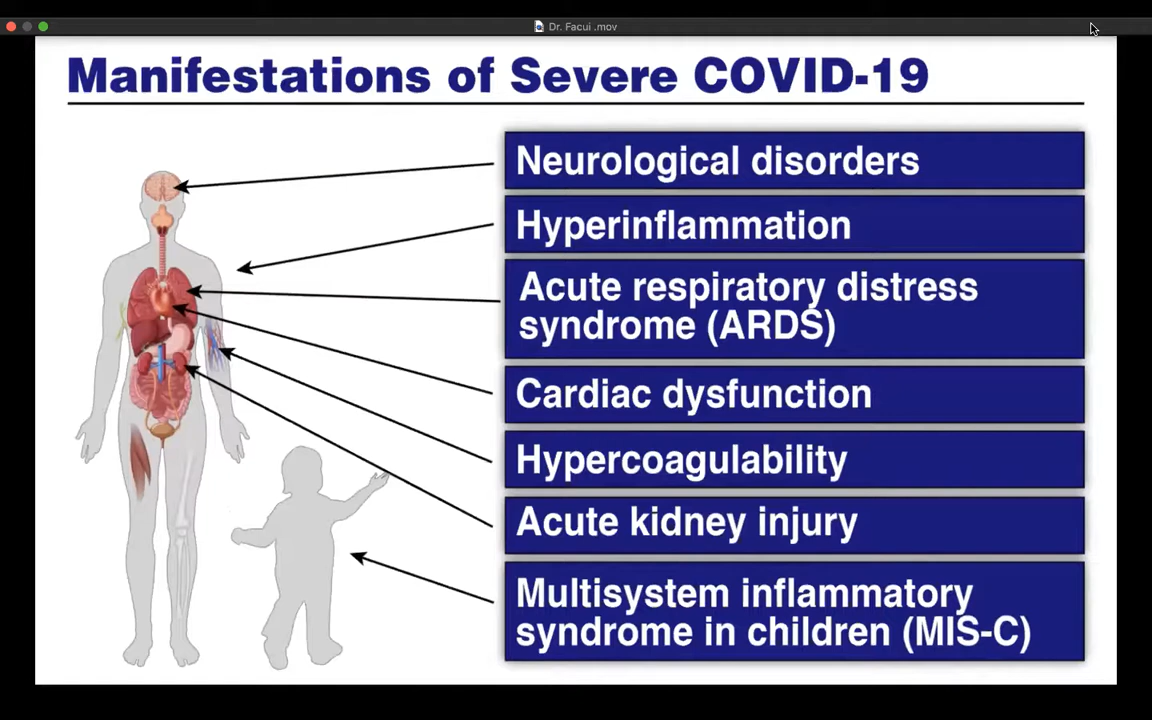 Dr. Facui .mov
Manifestations of Severe COVID-19
Neurological disorders
Hyperinflammation
Acute respiratory distress
syndrome (ARDS)
Cardiac dysfunction
Hypercoagulability
Acute kidney injury
Multisystem inflammatory
syndrome in children (MIS-C)